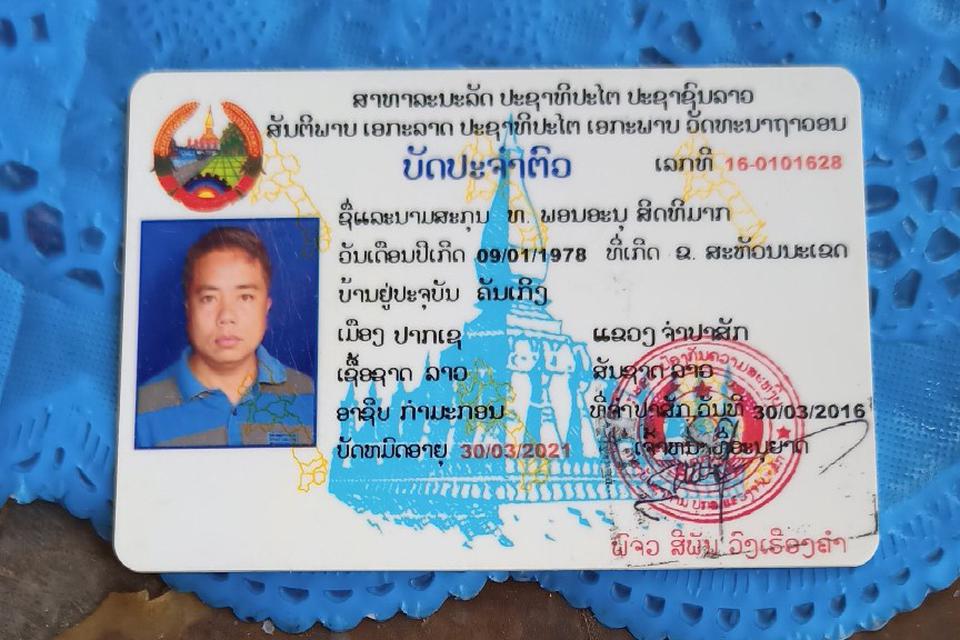 ສາທາລະນະລັດ ປະຊາທິປະໄຕ ປະຊາຊົນລາວ
ສັນຕິພາບ ເອກະລາດ ປະຊາທິປະໄຕ ເອກະພາບ ວັດທະນາຖາວອນ
ບັດປະຈຳຕົວ ເລກທີ 16-0101628
ຊື່ແລະນາມສະກຸນ ທ. ພອນອະນຸ ສິດທິມາກ
ວັນເດືອນປີເກີດ 09/01/1978 ທີ່ເກີດ ຂ. ສະຫວັນນະເຂດ
ບ້ານຢູ່ປະຈຸບັນ ຄັນເກີງ
ເມືອງ ປາກເຊ ແຂວງ ຈຳປາສັກ
ເຊື້ອຊາດ ລາວ ສັນຊາດ ລາວ
ອາຊີບ ກຳມະກອນ ທີ່ຈຳປາສັກ ວັນທີ 30/03/2016
ບັດໝົດອາຍຸ 30/03/2021 ເຈົ້າໜ້າທີ່ອະນຸຍາດ
ພົຈວ ສີພັນ ວົງເຮືອງຄຳ